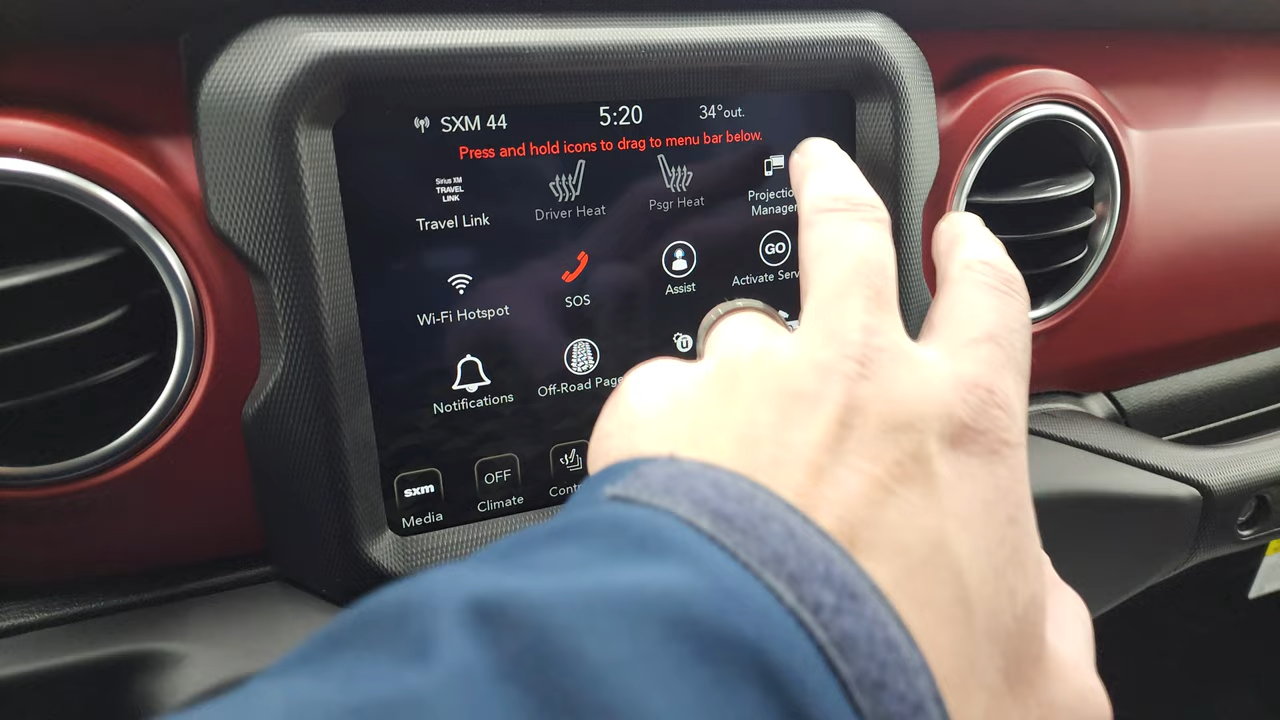 SXM 44
5:20
34°out.
Press and hold icons to drag to menu bar below.
Sirius XM
TRAVEL
LINK
Travel Link
Driver Heat
Psgr Heat
Manager
Wi-Fi Hotspot
SOS
Assist
GO
Activate
Notifications
Off-Road
U
sxm
Media
OFF
Climate